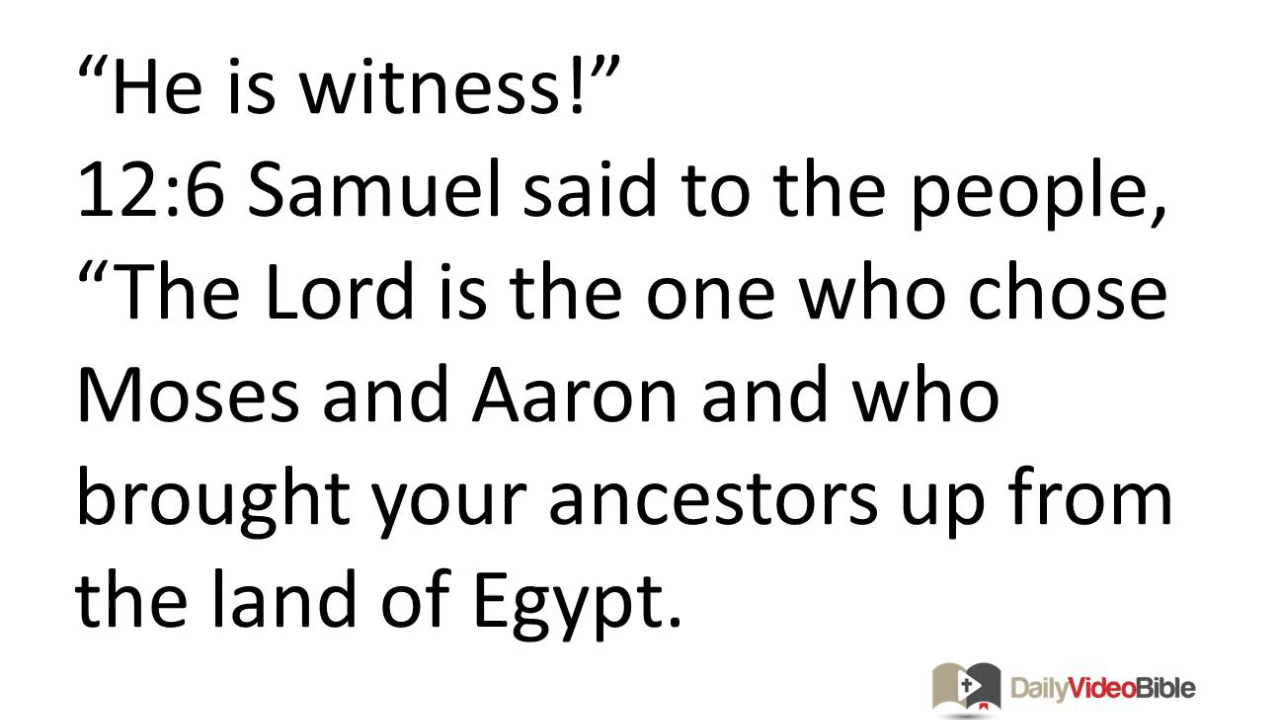 “He is witness!”
12:6 Samuel said to the people,
“The Lord is the one who chose
Moses and Aaron and who
brought your ancestors up from
the land of Egypt.
DailyVideoBible